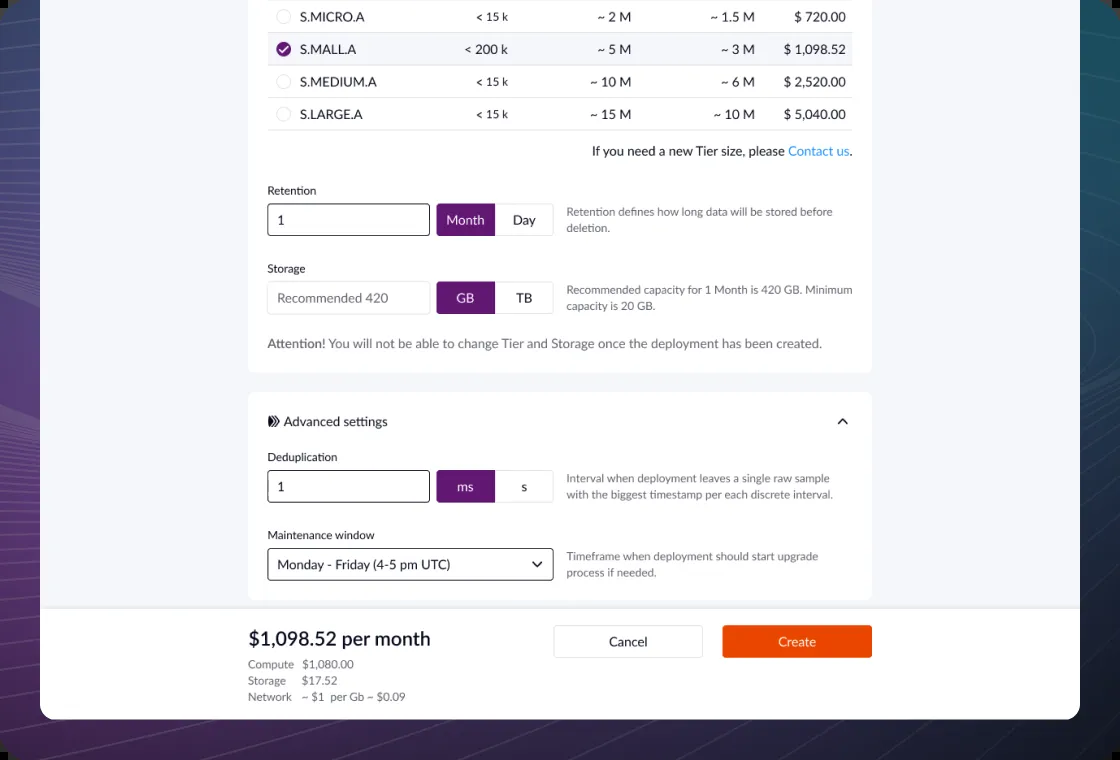 S.MICRO.A < 15 k ~ 2 M ~ 1.5 M $ 720.00
S.MALL.A < 200 k ~ 5 M ~ 3 M $ 1,098.52
S.MEDIUM.A < 15 k ~ 10 M ~ 6 M $ 2,520.00
S.LARGE.A < 15 k ~ 15 M ~ 10 M $ 5,040.00
If you need a new Tier size, please Contact us.
Retention
1 Month Day
Retention defines how long data will be stored before
deletion.
Storage
Recommended 420 GB TB
Recommended capacity for 1 Month is 420 GB. Minimum
capacity is 20 GB.
Attention! You will not be able to change Tier and Storage once the deployment has been created.
Advanced settings
Deduplication
1 ms s
Interval when deployment leaves a single raw sample
with the biggest timestamp per each discrete interval.
Maintenance window
Monday - Friday (4-5 pm UTC)
Timeframe when deployment should start upgrade
process if needed.
$1,098.52 per month
Compute $1,080.00
Storage $17.52
Network ~ $1 per Gb ~ $0.09
Cancel
Create